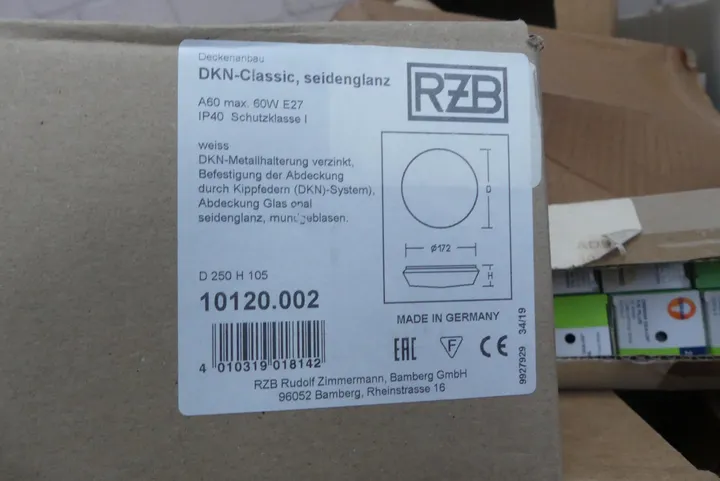 Deckenanbau
DKN-Classic, seidenglanz
RZB
A60 max. 60W E27
IP40 Schutzklasse I
weiss
DKN-Metallhalterung verzinkt,
Befestigung der Abdeckung
durch Kippfedern (DKN)-System),
Abdeckung Glas opal
seidenglanz, mundgeblasen.
D
ø172
H
D 250 H 105
10120.002
MADE IN GERMANY
4 010319 018142
EAC
F
CE
9927929 34/19
RZB Rudolf Zimmermann, Bamberg GmbH
96052 Bamberg, Rheinstrasse 16